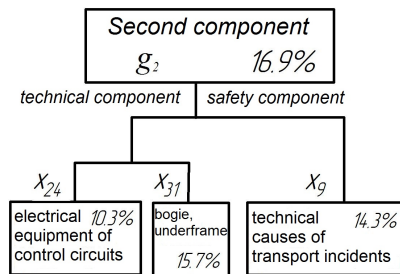 Second component
g₂ 16.9%
technical component safety component
X₂₄ X₃₁ X₉
electrical 10.3%
equipment of
control circuits
bogie,
underframe
15.7%
technical 14.3%
causes of
transport incidents